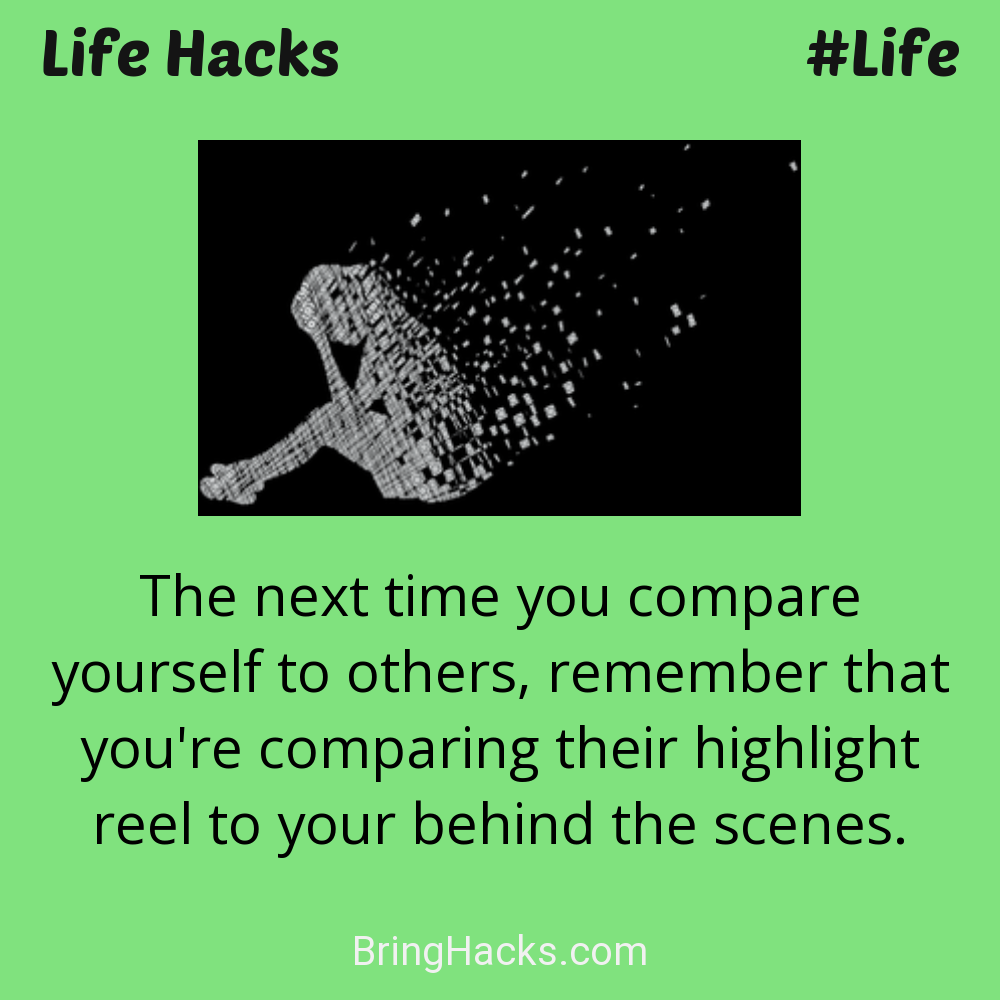 Life Hacks
#Life
The next time you compare
yourself to others, remember that
you're comparing their highlight
reel to your behind the scenes.
BringHacks.com